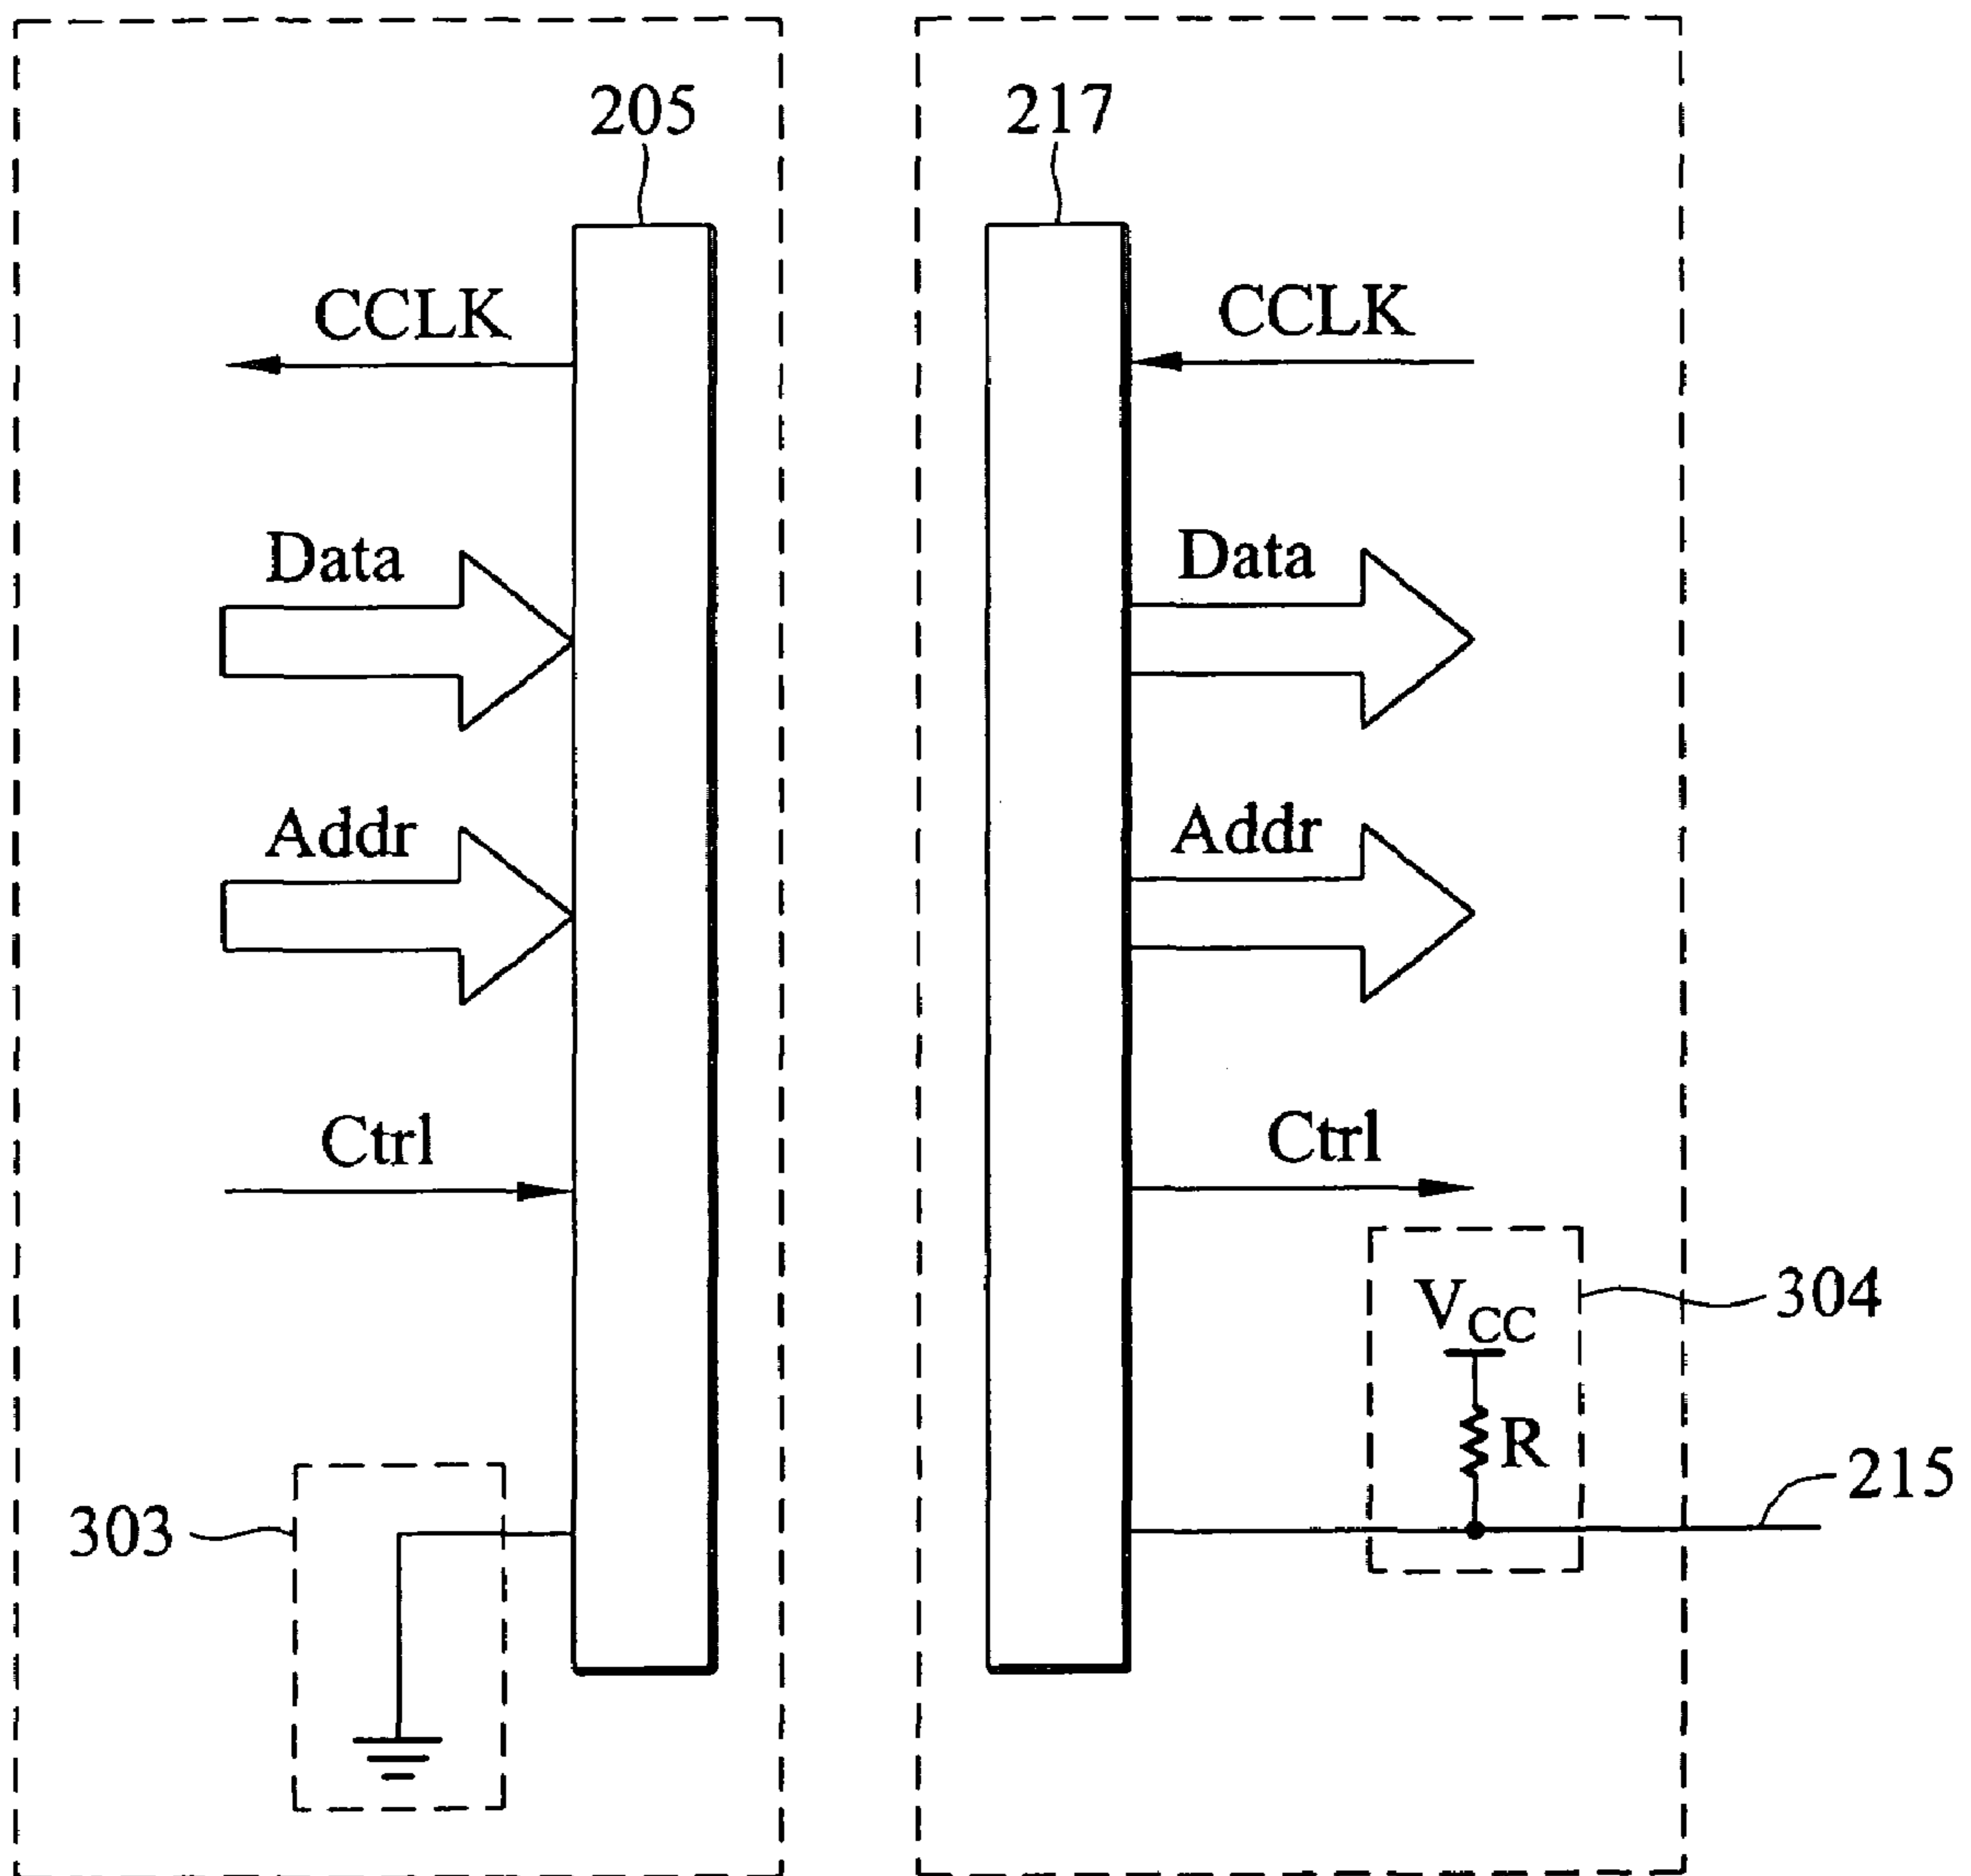 205
217
CCLK
CCLK
Data
Data
Addr
Addr
Ctrl
Ctrl
304
VCC
R
215
303